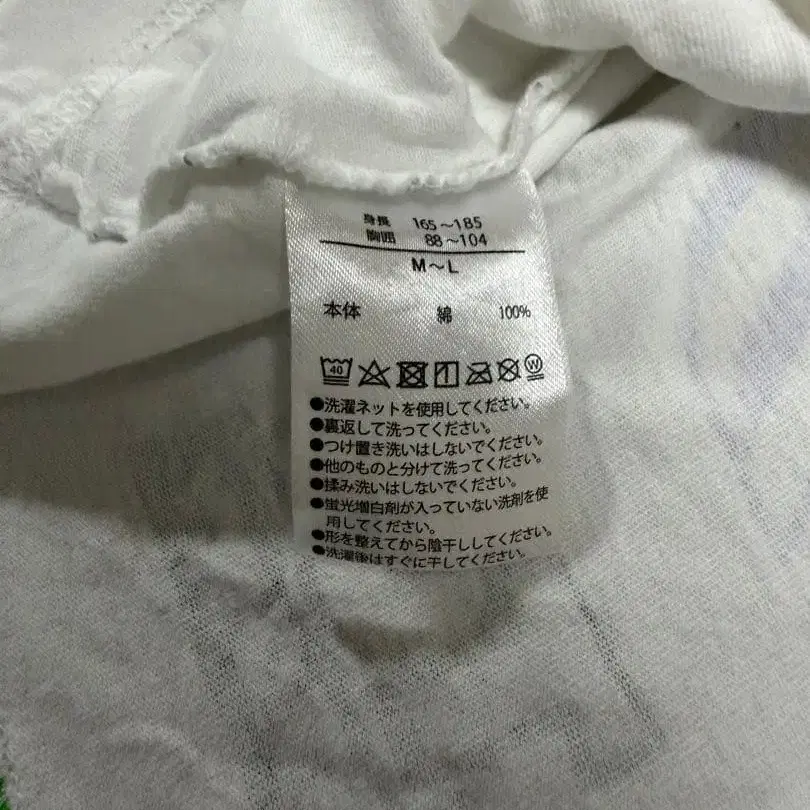 身長 165～185
胸囲 88～104
M～L
本体 綿 100%
40 W
●洗濯ネットを使用してください。
●裏返して洗ってください。
●つけ置き洗いはしないでください。
●他のものと分けて洗ってください。
●揉み洗いはしないでください。
●蛍光増白剤が入っていない洗剤を使
用してください。
●形を整えてから陰干ししてください。
●洗濯後はすぐに干してください。